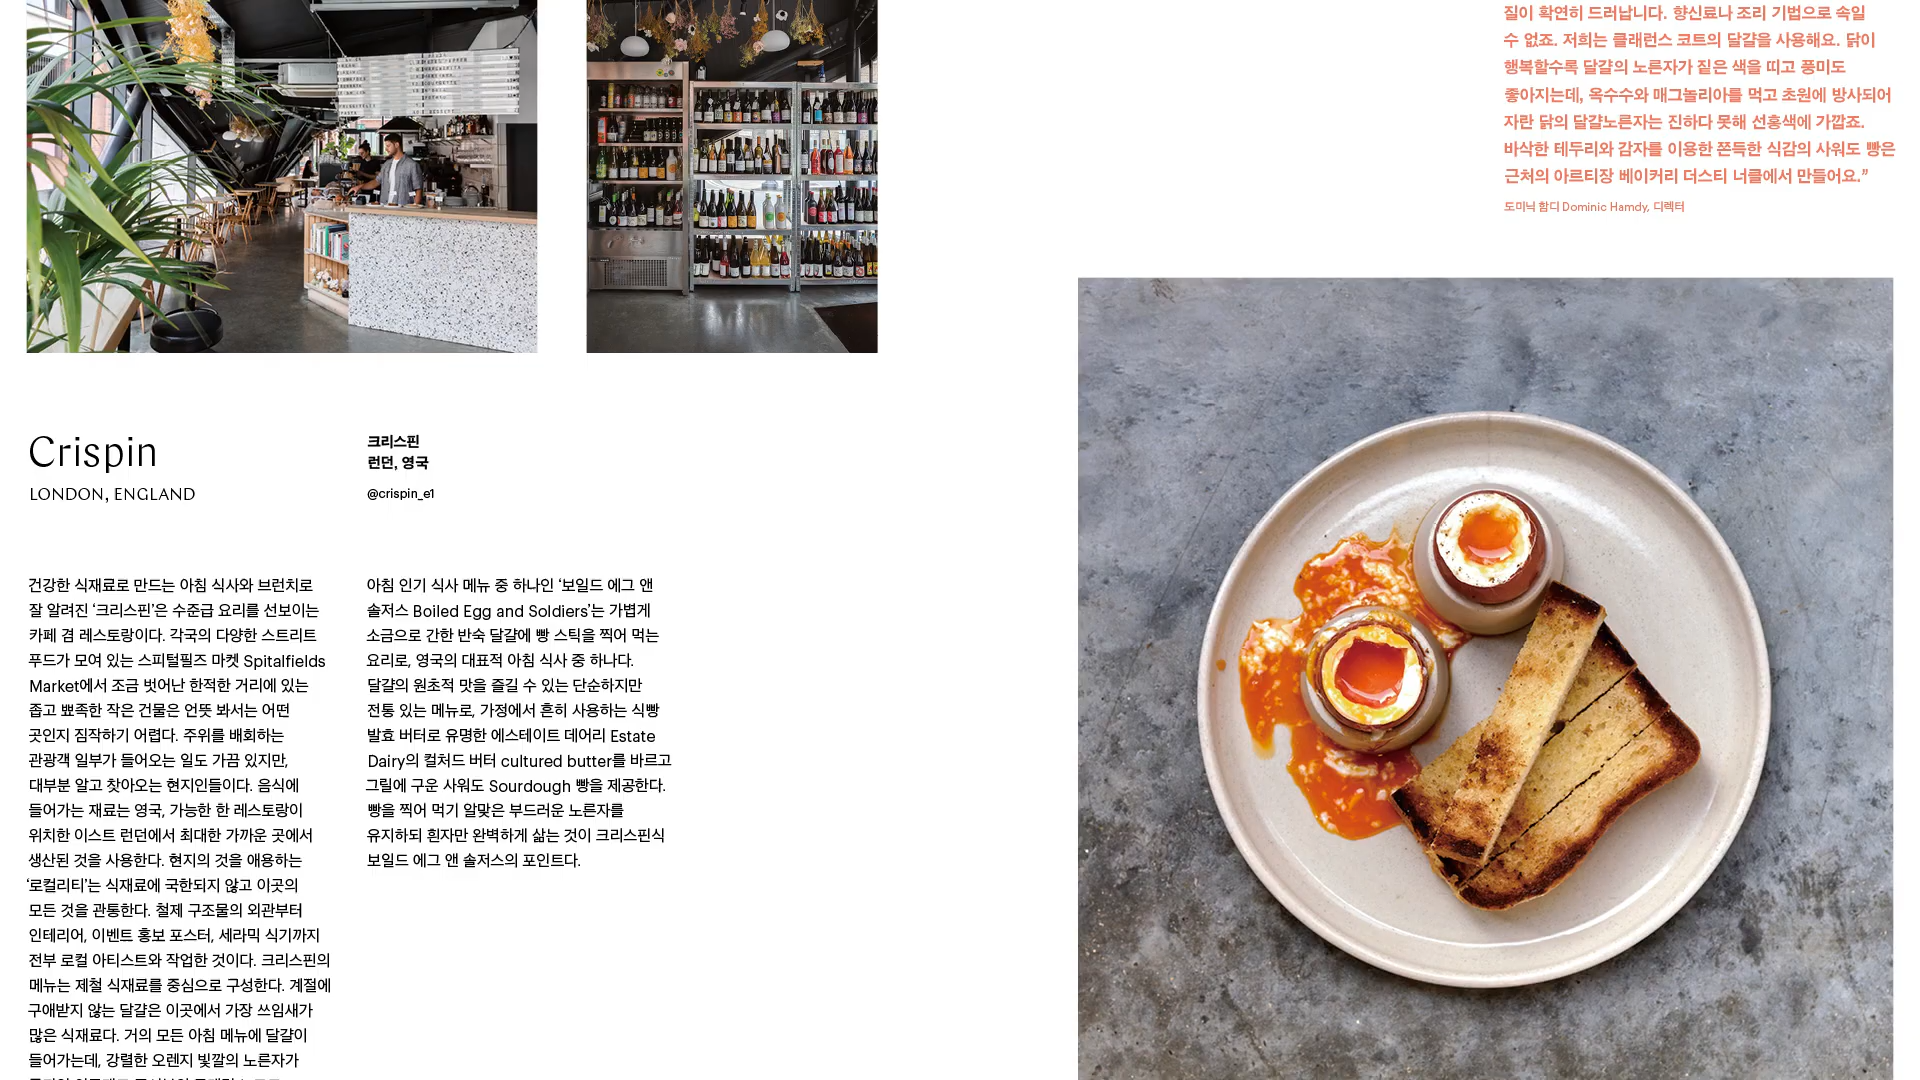 질이 확연히 드러납니다. 향신료나 조리 기법으로 속일
수 없죠. 저희는 클래런스 코트의 달걀을 사용해요. 닭이
행복할수록 달걀의 노른자가 짙은 색을 띠고 풍미도
좋아지는데, 옥수수와 매그놀리아를 먹고 초원에 방사되어
자란 닭의 달걀노른자는 진하다 못해 선홍색에 가깝죠.
바삭한 테두리와 감자를 이용한 쫀득한 식감의 사워도 빵은
근처의 아르티장 베이커리 더스티 너클에서 만들어요.”
도미닉 함디 Dominic Hamdy, 디렉터
Crispin
LONDON, ENGLAND
크리스핀
런던, 영국
@crispin_e1
건강한 식재료로 만드는 아침 식사와 브런치로
잘 알려진 ‘크리스핀’은 수준급 요리를 선보이는
카페 겸 레스토랑이다. 각국의 다양한 스트리트
푸드가 모여 있는 스피털필즈 마켓 Spitalfields
Market에서 조금 벗어난 한적한 거리에 있는
좁고 뾰족한 작은 건물은 언뜻 봐서는 어떤
곳인지 짐작하기 어렵다. 주위를 배회하는
관광객 일부가 들어오는 일도 가끔 있지만,
대부분 알고 찾아오는 현지인들이다. 음식에
들어가는 재료는 영국, 가능한 한 레스토랑이
위치한 이스트 런던에서 최대한 가까운 곳에서
생산된 것을 사용한다. 현지의 것을 애용하는
‘로컬리티’는 식재료에 국한되지 않고 이곳의
모든 것을 관통한다. 철제 구조물의 외관부터
인테리어, 이벤트 홍보 포스터, 세라믹 식기까지
전부 로컬 아티스트와 작업한 것이다. 크리스핀의
메뉴는 제철 식재료를 중심으로 구성한다. 계절에
구애받지 않는 달걀은 이곳에서 가장 쓰임새가
많은 식재료다. 거의 모든 아침 메뉴에 달걀이
들어가는데, 강렬한 오렌지 빛깔의 노른자가
아침 인기 식사 메뉴 중 하나인 ‘보일드 에그 앤
솔저스 Boiled Egg and Soldiers’는 가볍게
소금으로 간한 반숙 달걀에 빵 스틱을 찍어 먹는
요리로, 영국의 대표적 아침 식사 중 하나다.
달걀의 원초적 맛을 즐길 수 있는 단순하지만
전통 있는 메뉴로, 가정에서 흔히 사용하는 식빵
발효 버터로 유명한 에스테이트 데어리 Estate
Dairy의 컬처드 버터 cultured butter를 바르고
그릴에 구운 사워도 Sourdough 빵을 제공한다.
빵을 찍어 먹기 알맞은 부드러운 노른자를
유지하되 흰자만 완벽하게 삶는 것이 크리스핀식
보일드 에그 앤 솔저스의 포인트다.